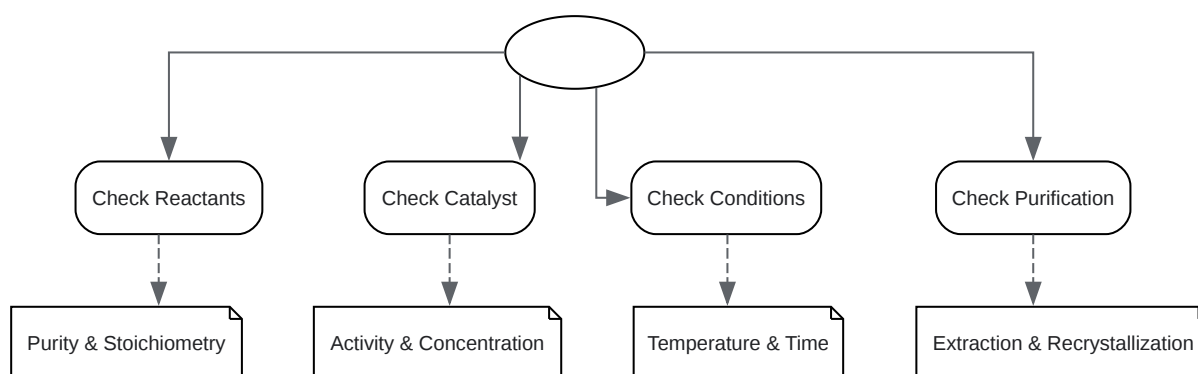 Check Reactants
Check Catalyst
Check Conditions
Check Purification
Purity & Stoichiometry
Activity & Concentration
Temperature & Time
Extraction & Recrystallization